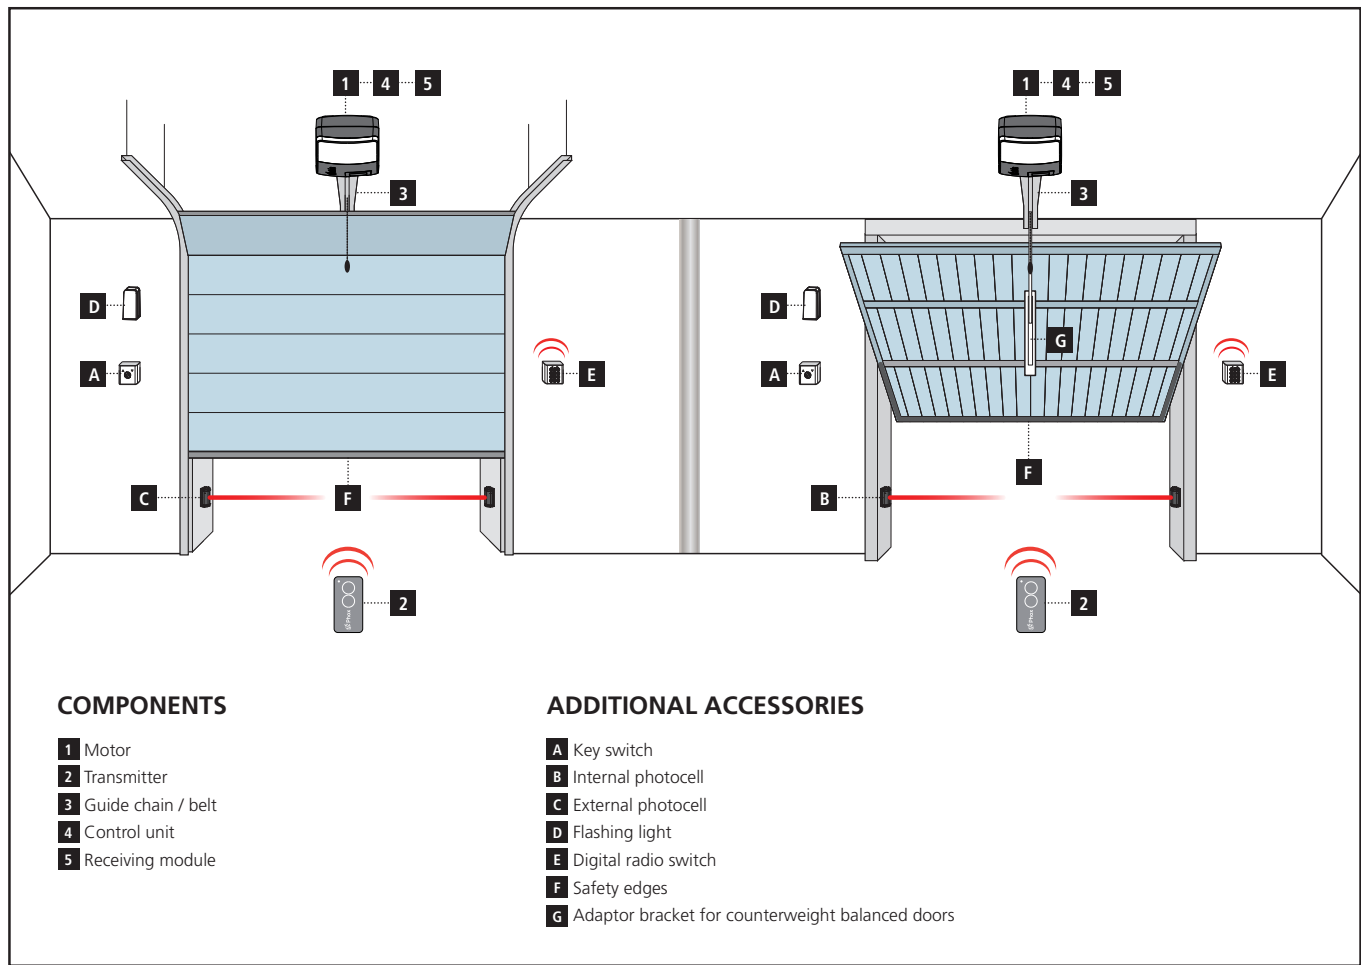 1 4 5
1 4 5
3
3
D
D
G
A
E
A
E
F
C
F
B
2
2
Phox
Phox
COMPONENTS
1 Motor
2 Transmitter
3 Guide chain / belt
4 Control unit
5 Receiving module
ADDITIONAL ACCESSORIES
A Key switch
B Internal photocell
C External photocell
D Flashing light
E Digital radio switch
F Safety edges
G Adaptor bracket for counterweight balanced doors